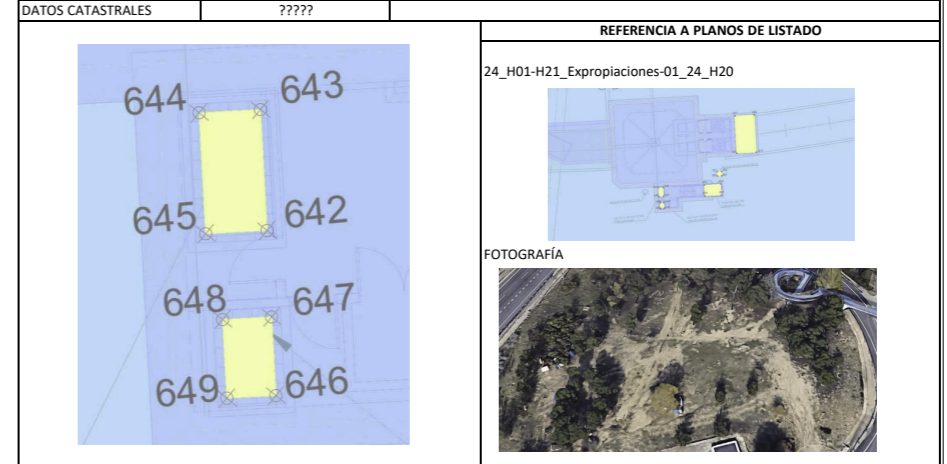 DATOS CATASTRALES ?????
REFERENCIA A PLANOS DE LISTADO
24_H01-H21_Expropiaciones-01_24_H20
644 643
645 642
648 647
649 646
FOTOGRAFÍA